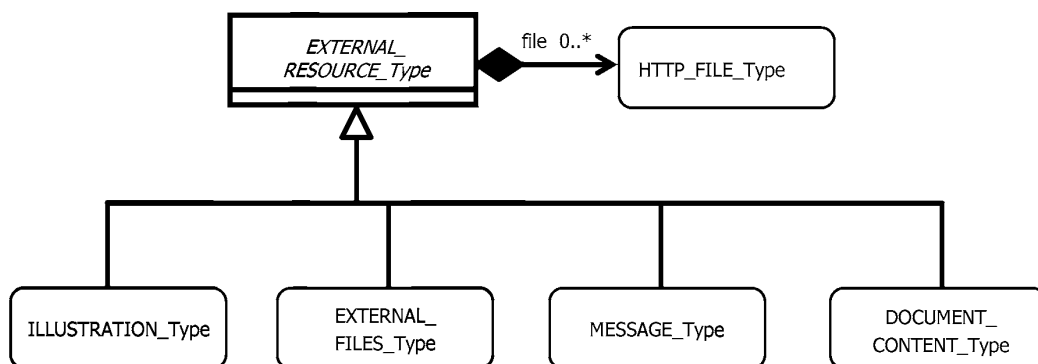 EXTERNAL_
RESOURCE_Type
file 0..*
HTTP_FILE_Type
ILLUSTRATION_Type
EXTERNAL_
FILES_Type
MESSAGE_Type
DOCUMENT_
CONTENT_Type